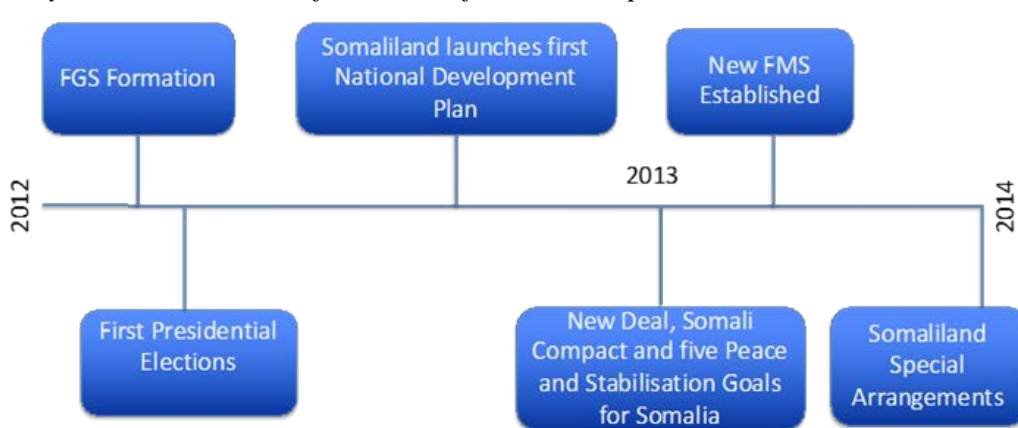 FGS Formation
Somaliland launches first
National Development
Plan
New FMS
Established
2012
2013
2014
First Presidential
Elections
New Deal, Somali
Compact and five Peace
and Stabilisation Goals
for Somalia
Somaliland
Special
Arrangements